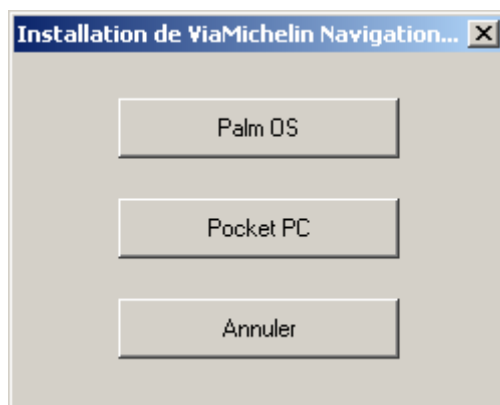 Installation de ViaMichelin Navigation...
Palm OS
Pocket PC
Annuler